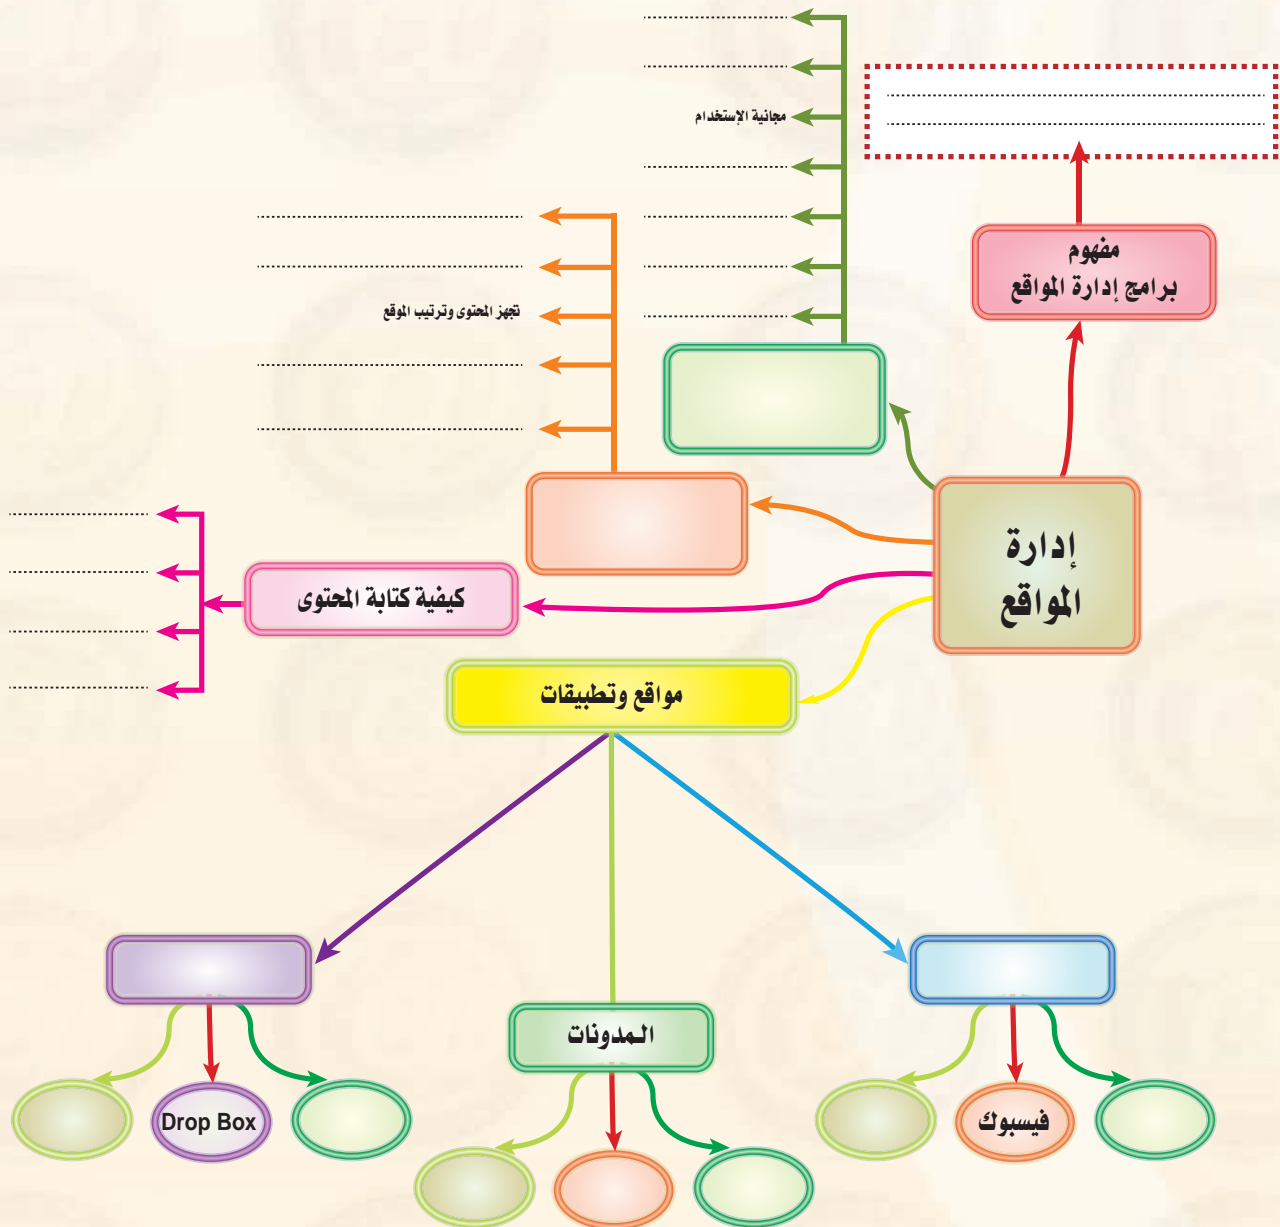 مجانية الإستخدام
مفهوم
برامج إدارة المواقع
تجهز المحتوى وترتيب الموقع
إدارة
المواقع
كيفية كتابة المحتوى
مواقع وتطبيقات
المدونات
فيسبوك
Drop Box